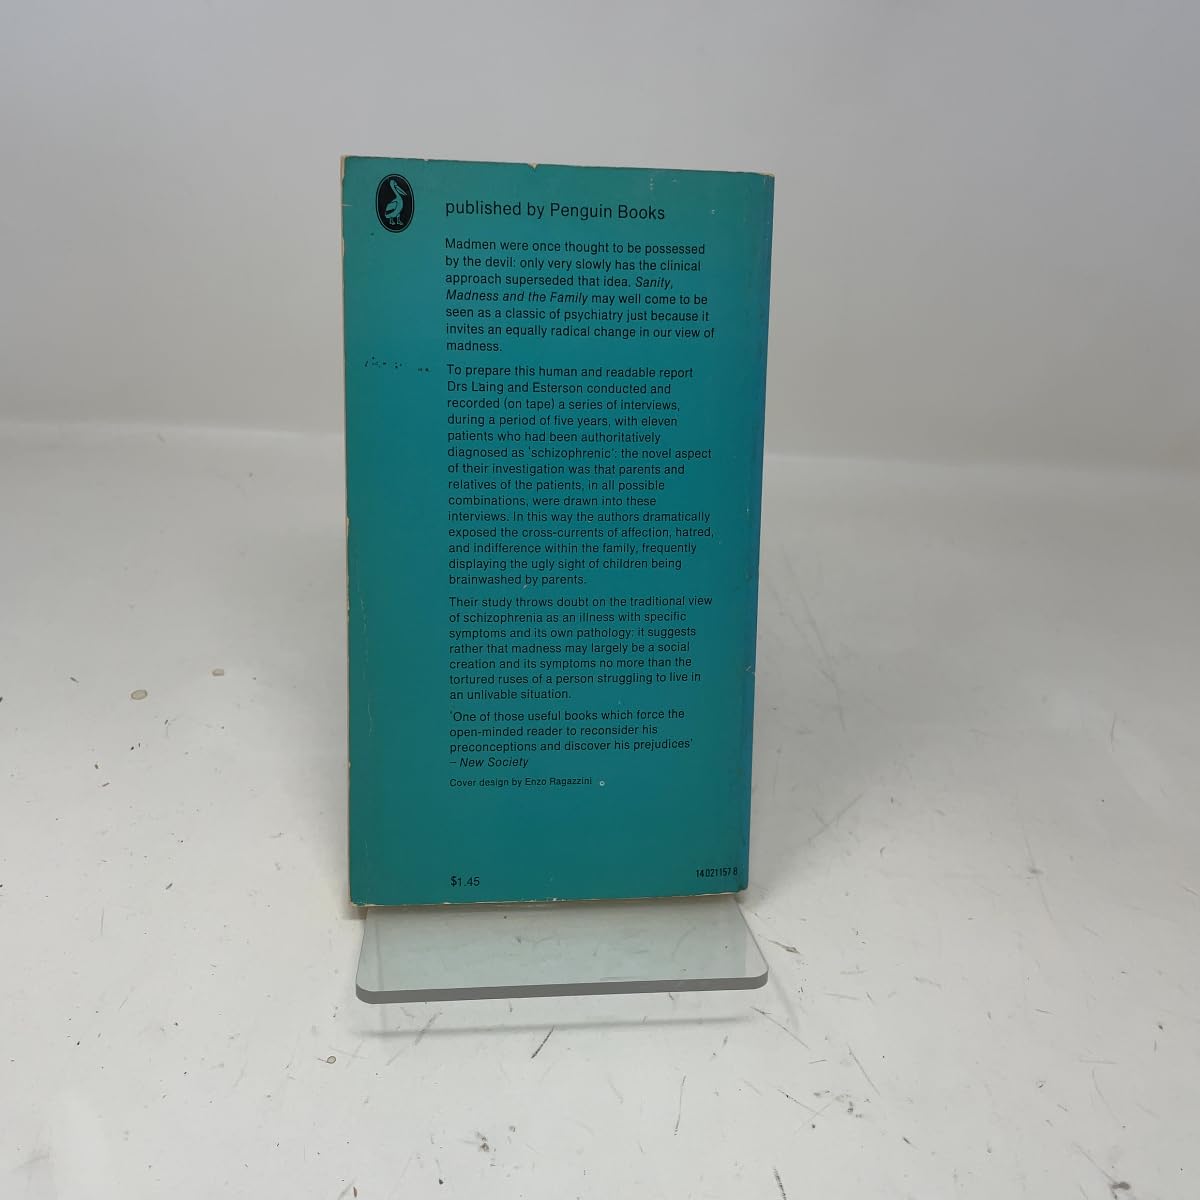 published by Penguin Books
Madmen were once thought to be possessed
by the devil: only very slowly has the clinical
approach superseded that idea. Sanity,
Madness and the Family may well come to be
seen as a classic of psychiatry just because it
invites an equally radical change in our view of
madness.
To prepare this human and readable report
Drs Laing and Esterson conducted and
recorded (on tape) a series of interviews,
during a period of five years, with eleven
patients who had been authoritatively
diagnosed as 'schizophrenic': the novel aspect
of their investigation was that parents and
relatives of the patients, in all possible
combinations, were drawn into these
interviews. In this way the authors dramatically
exposed the cross-currents of affection, hatred,
and indifference within the family, frequently
displaying the ugly sight of children being
brainwashed by parents.
Their study throws doubt on the traditional view
of schizophrenia as an illness with specific
symptoms and its own pathology: it suggests
rather that madness may largely be a social
creation and its symptoms no more than the
tortured ruses of a person struggling to live in
an unlivable situation.
'One of those useful books which force the
open-minded reader to reconsider his
preconceptions and discover his prejudices'
– New Society
Cover design by Enzo Ragazzini
$1.45
14 021157 8